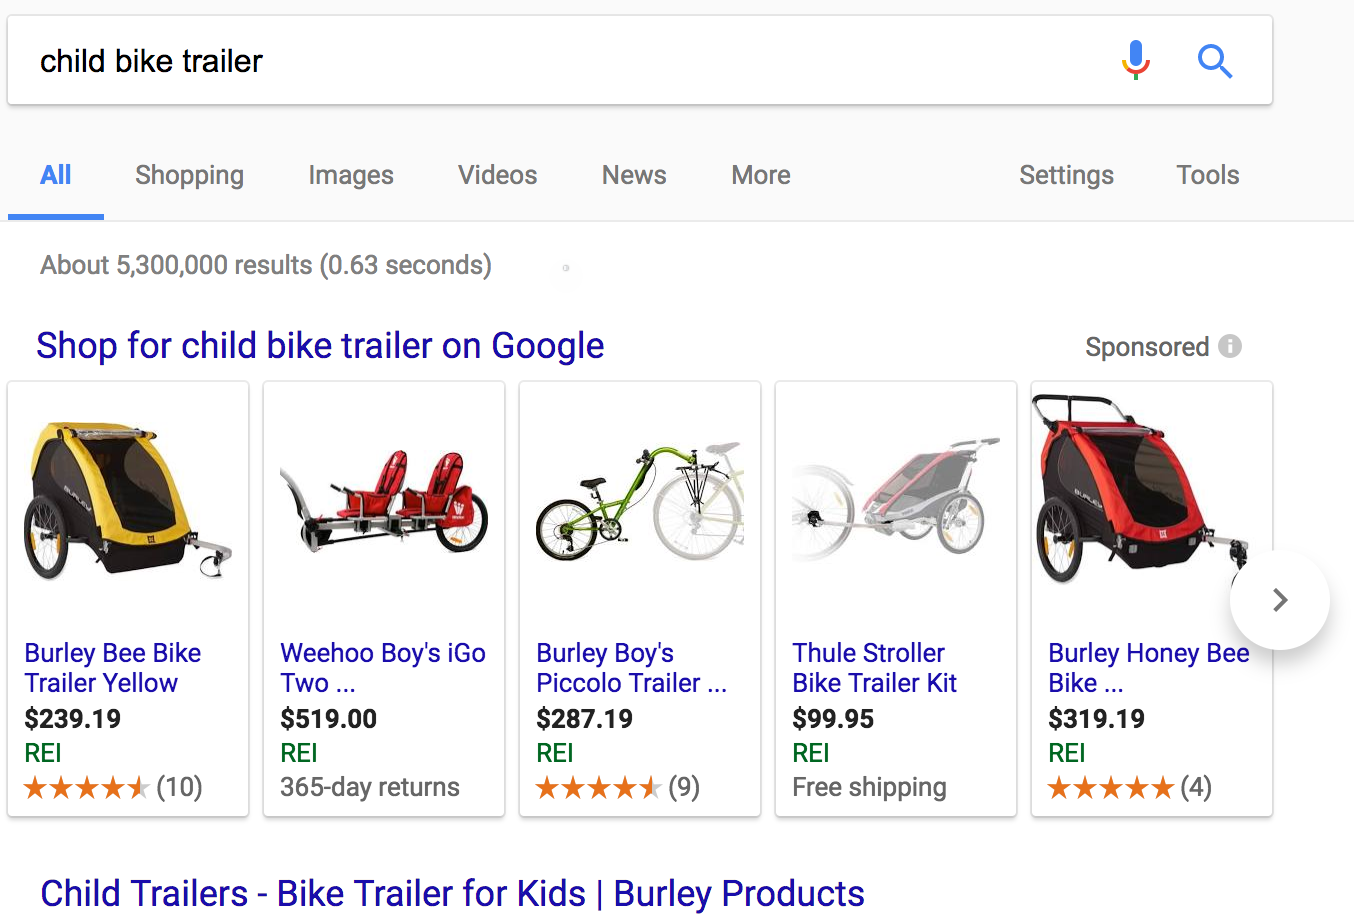 child bike trailer
All Shopping Images Videos News More Settings Tools
About 5,300,000 results (0.63 seconds)
Shop for child bike trailer on Google
Sponsored
Burley Bee Bike
Trailer Yellow
$239.19
REI
(10)
Weehoo Boy's iGo
Two ...
$519.00
REI
365-day returns
Burley Boy's
Piccolo Trailer ...
$287.19
REI
(9)
Thule Stroller
Bike Trailer Kit
$99.95
REI
Free shipping
BURLEY
Burley Honey Bee
Bike ...
$319.19
REI
(4)
Child Trailers - Bike Trailer for Kids | Burley Products